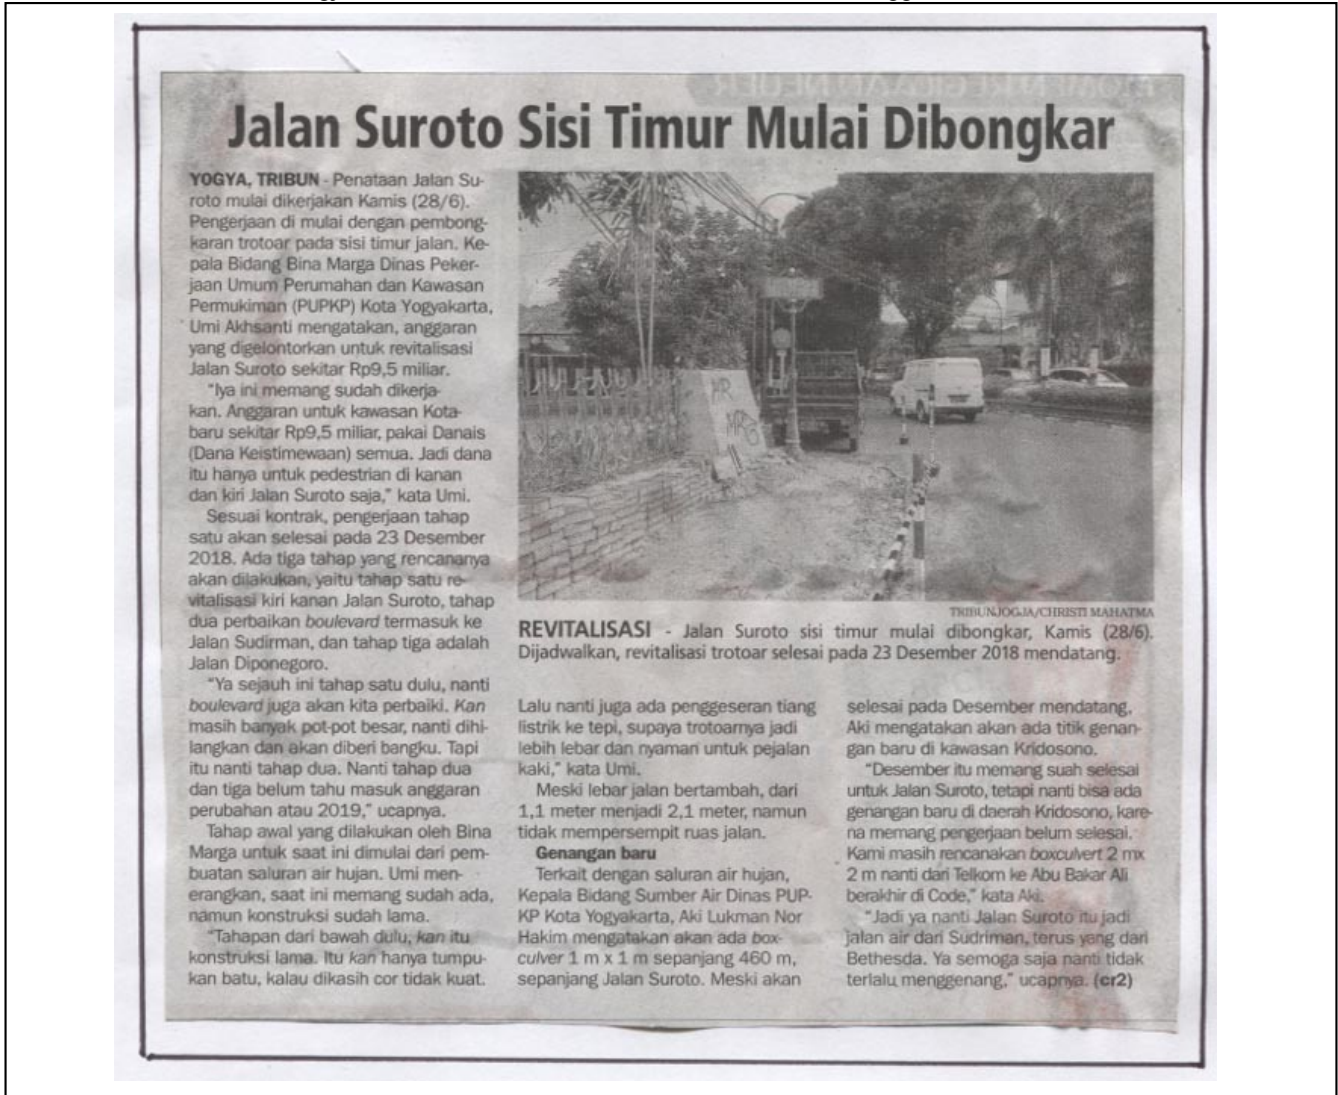 Jalan Suroto Sisi Timur Mulai Dibongkar
YOGYA, TRIBUN - Penataan Jalan Su-
roto mulai dikerjakan Kamis (28/6).
Pengerjaan di mulai dengan pembong-
karan trotoar pada sisi timur jalan. Ke-
pala Bidang Bina Marga Dinas Peker-
jaan Umum Perumahan dan Kawasan
Permukiman (PUPKP) Kota Yogyakarta,
Umi Akhsanti mengatakan, anggaran
yang digelontorkan untuk revitalisasi
Jalan Suroto sekitar Rp9,5 miliar.
"Iya ini memang sudah dikerja-
kan. Anggaran untuk kawasan Kota-
baru sekitar Rp9,5 miliar, pakai Danais
(Dana Keistimewaan) semua. Jadi dana
itu hanya untuk pedestrian di kanan
dan kiri Jalan Suroto saja," kata Umi.
Sesuai kontrak, pengerjaan tahap
satu akan selesai pada 23 Desember
2018. Ada tiga tahap yang rencananya
akan dilakukan, yaitu tahap satu re-
vitalisasi kiri kanan Jalan Suroto, tahap
dua perbaikan boulevard termasuk ke
Jalan Sudirman, dan tahap tiga adalah
Jalan Diponegoro.
"Ya sejauh ini tahap satu dulu, nanti
boulevard juga akan kita perbaiki. Kan
masih banyak pot-pot besar, nanti dihi-
langkan dan akan diberi bangku. Tapi
itu nanti tahap dua. Nanti tahap dua
dan tiga belum tahu masuk anggaran
perubahan atau 2019," ucapnya.
Tahap awal yang dilakukan oleh Bina
Marga untuk saat ini dimulai dari pem-
buatan saluran air hujan. Umi men-
erangkan, saat ini memang sudah ada,
namun konstruksi sudah lama.
"Tahapan dari bawah dulu, kan itu
konstruksi lama. Itu kan hanya tumpu-
kan batu, kalau dikasih cor tidak kuat.
TRIBUNJOGJA/CHRISTI MAHATMA
REVITALISASI - Jalan Suroto sisi timur mulai dibongkar, Kamis (28/6).
Dijadwalkan, revitalisasi trotoar selesai pada 23 Desember 2018 mendatang.
Lalu nanti juga ada penggeseran tiang
listrik ke tepi, supaya trotoarnya jadi
lebih lebar dan nyaman untuk pejalan
kaki," kata Umi.
Meski lebar jalan bertambah, dari
1,1 meter menjadi 2,1 meter, namun
tidak mempersempit ruas jalan.
Genangan baru
Terkait dengan saluran air hujan,
Kepala Bidang Sumber Air Dinas PUP-
KP Kota Yogyakarta, Aki Lukman Nor
Hakim mengatakan akan ada box-
culver 1 m x 1 m sepanjang 460 m,
sepanjang Jalan Suroto. Meski akan
selesai pada Desember mendatang,
Aki mengatakan akan ada titik genan-
gan baru di kawasan Kridosono.
"Desember itu memang suah selesai
untuk Jalan Suroto, tetapi nanti bisa ada
genangan baru di daerah Kridosono, kare-
na memang pengerjaan belum selesai.
Kami masih rencanakan boxculvert 2 mx
2 m nanti dari Telkom ke Abu Bakar Ali
berakhir di Code," kata Aki.
"Jadi ya nanti Jalan Suroto itu jadi
jalan air dari Sudriman, terus yang dari
Bethesda. Ya semoga saja nanti tidak
terlalu menggenang," ucapnya. (cr2)